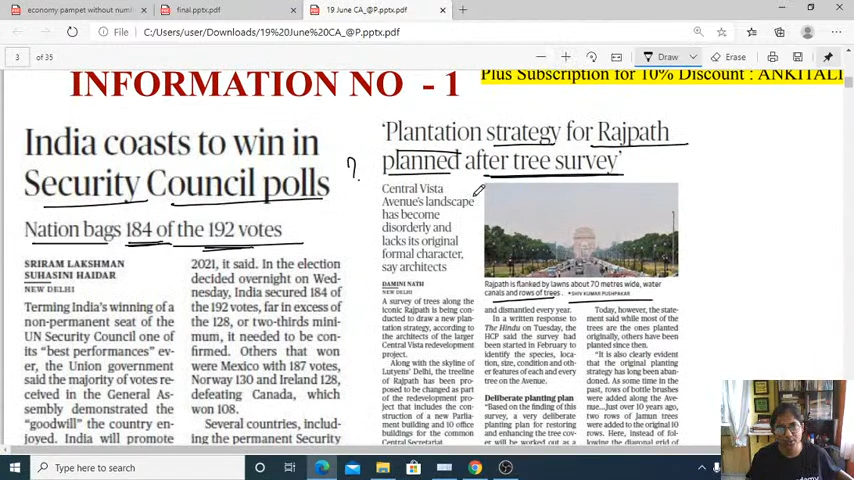 economy pampet without num
final.pptx.pdf
19 June CA_@P.pptx.pdf
File
C:/Users/user/Downloads/19%20June%20CA_@P.pptx.pdf
3
of 35
Draw
Erase
INFORMATION NO - 1
Plus Subscription for 10% Discount : ANKITALI
India coasts to win in
Security Council polls
Nation bags 184 of the 192 votes
SRIRAM LAKSHMAN
SUHASINI HAIDAR
NEW DELHI
Terming India's winning of a
non-permanent seat of the
UN Security Council one of
its "best performances" ev-
er, the Union government
said the majority of votes re-
ceived in the General As-
sembly demonstrated the
"goodwill" the country en-
joyed. India will promote
2021, it said. In the election
decided overnight on Wed-
nesday, India secured 184 of
the 192 votes, far in excess of
the 128, or two-thirds mini-
mum, it needed to be con-
firmed. Others that won
were Mexico with 187 votes,
Norway 130 and Ireland 128,
defeating Canada, which
won 108.
Several countries, includ-
ing the permanent Security
?
'Plantation strategy for Rajpath
planned after tree survey'
Central Vista
Avenue's landscape
has become
disorderly and
lacks its original
formal character,
say architects
DAMINI NATH
NEW DELHI
A survey of trees along the
iconic Rajpath is being con-
ducted to draw a new plan-
tation strategy, according to
the architects of the larger
Central Vista redevelopment
project.
Along with the skyline of
Lutyens' Delhi, the treeline
of Rajpath has been pro-
posed to be changed as part
of the redevelopment pro-
ject that includes the con-
struction of a new Parlia-
ment building and 10 office
buildings for the common
Central Secretariat.
Rajpath is flanked by lawns about 70 metres wide, water
canals and rows of trees. • SHIV KUMAR PUSHPAKAR
and dismantled every year.
In a written response to
The Hindu on Tuesday, the
HCP said the survey had
been started in February to
identify the species, loca-
tion, size, condition and oth-
er features of each and every
tree on the Avenue.
Deliberate planting plan
"Based on the finding of this
survey, a very deliberate
planting plan for restoring
and enhancing the tree cov-
er will be worked out as a
Today, however, the state-
ment said while most of
the trees are the ones planted
originally, others have been
planted since then.
"It is also clearly evident
that the original planting
strategy has long been aban-
doned. As some time in the
past, rows of bottle brushes
were added along the Ave-
nue...Just over 10 years ago,
two rows of Jamun trees
were added to the original 10
rows. Here, instead of fol-
lowing the diagonal grid of
Type here to search